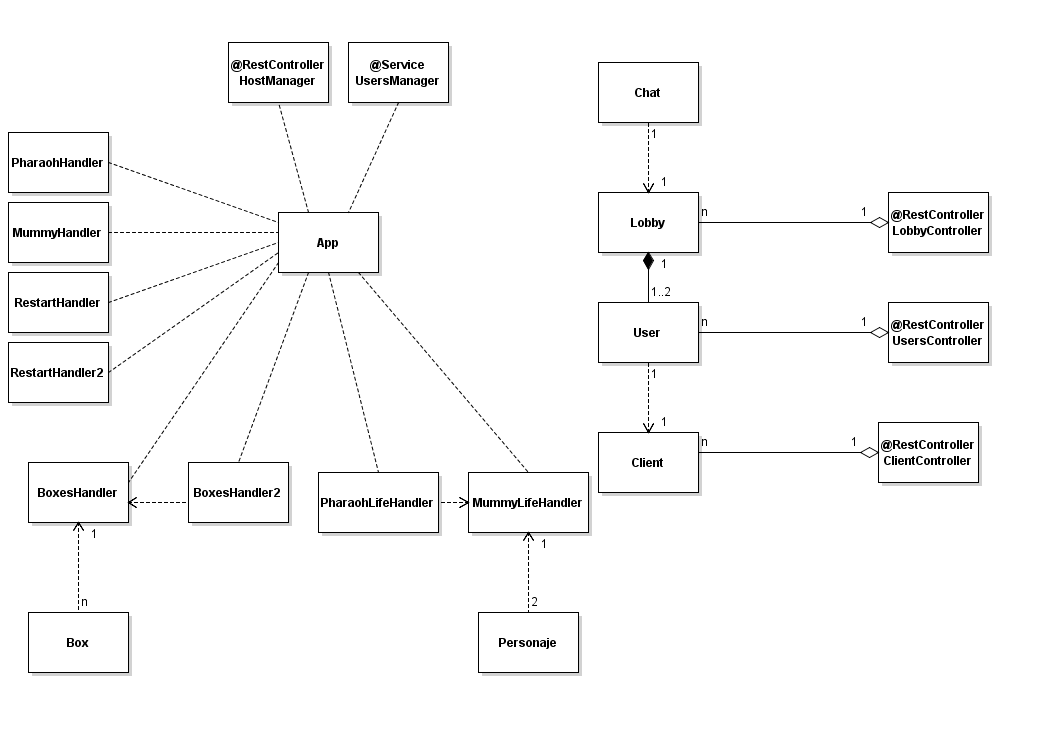 @RestController
HostManager
@Service
UsersManager
Chat
1
1
PharaohHandler
MummyHandler
RestartHandler
RestartHandler2
App
Lobby
n
1
@RestController
LobbyController
1
1..2
User
n
1
@RestController
UsersController
1
1
Client
n
1
@RestController
ClientController
BoxesHandler
BoxesHandler2
PharaohLifeHandler
MummyLifeHandler
1
n
Box
1
2
Personaje